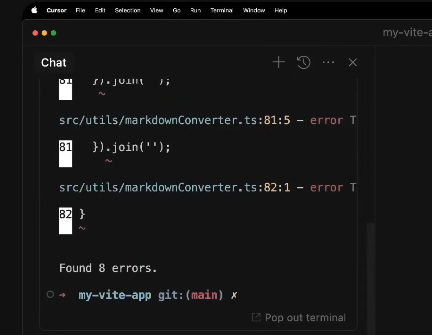 Cursor File Edit Selection View Go Run Terminal Window Help
my-vite-a
Chat
81 }).join(' ');
~
src/utils/markdownConverter.ts:81:5 - error T
81 }).join('');
~
src/utils/markdownConverter.ts:82:1 - error T
82 }
~
Found 8 errors.
➜ my-vite-app git:(main) ✗
Pop out terminal